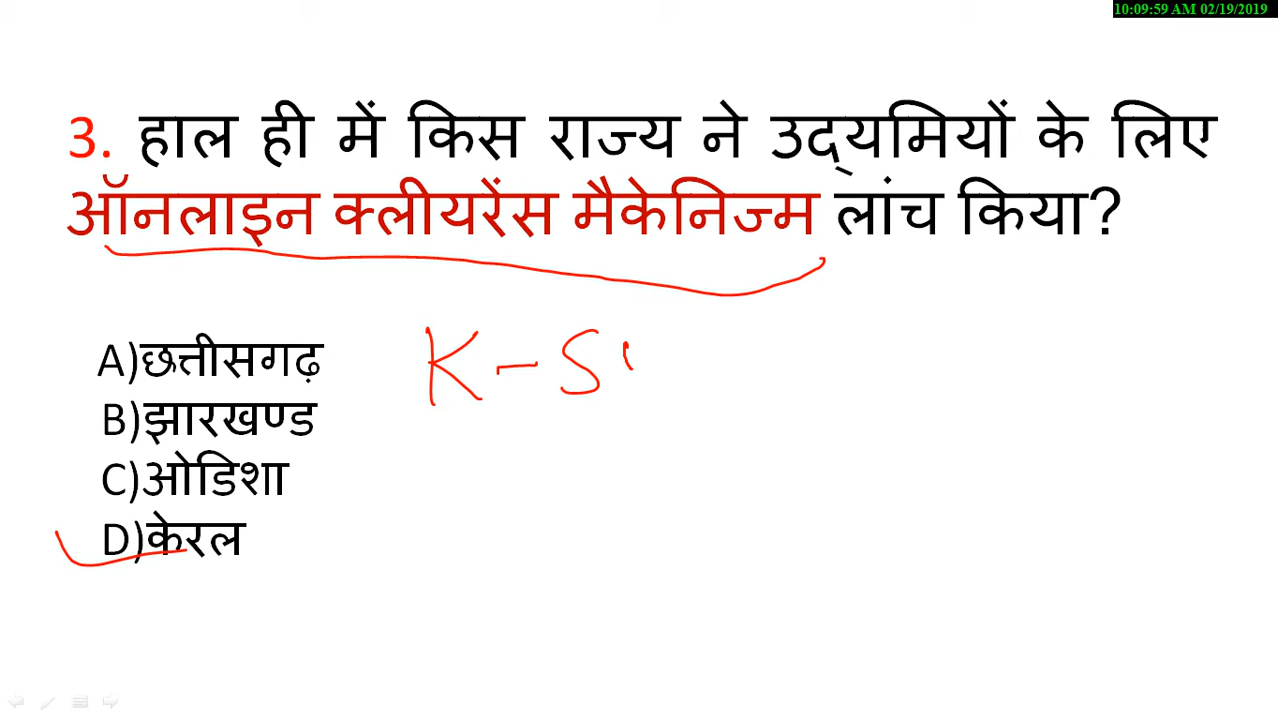 10:09:59 AM 02/19/2019
3. हाल ही में किस राज्य ने उद्यमियों के लिए
ऑनलाइन क्लीयरेंस मैकेनिज्म लांच किया?
A)छत्तीसगढ़
K-S
B)झारखण्ड
C)ओडिशा
D)केरल